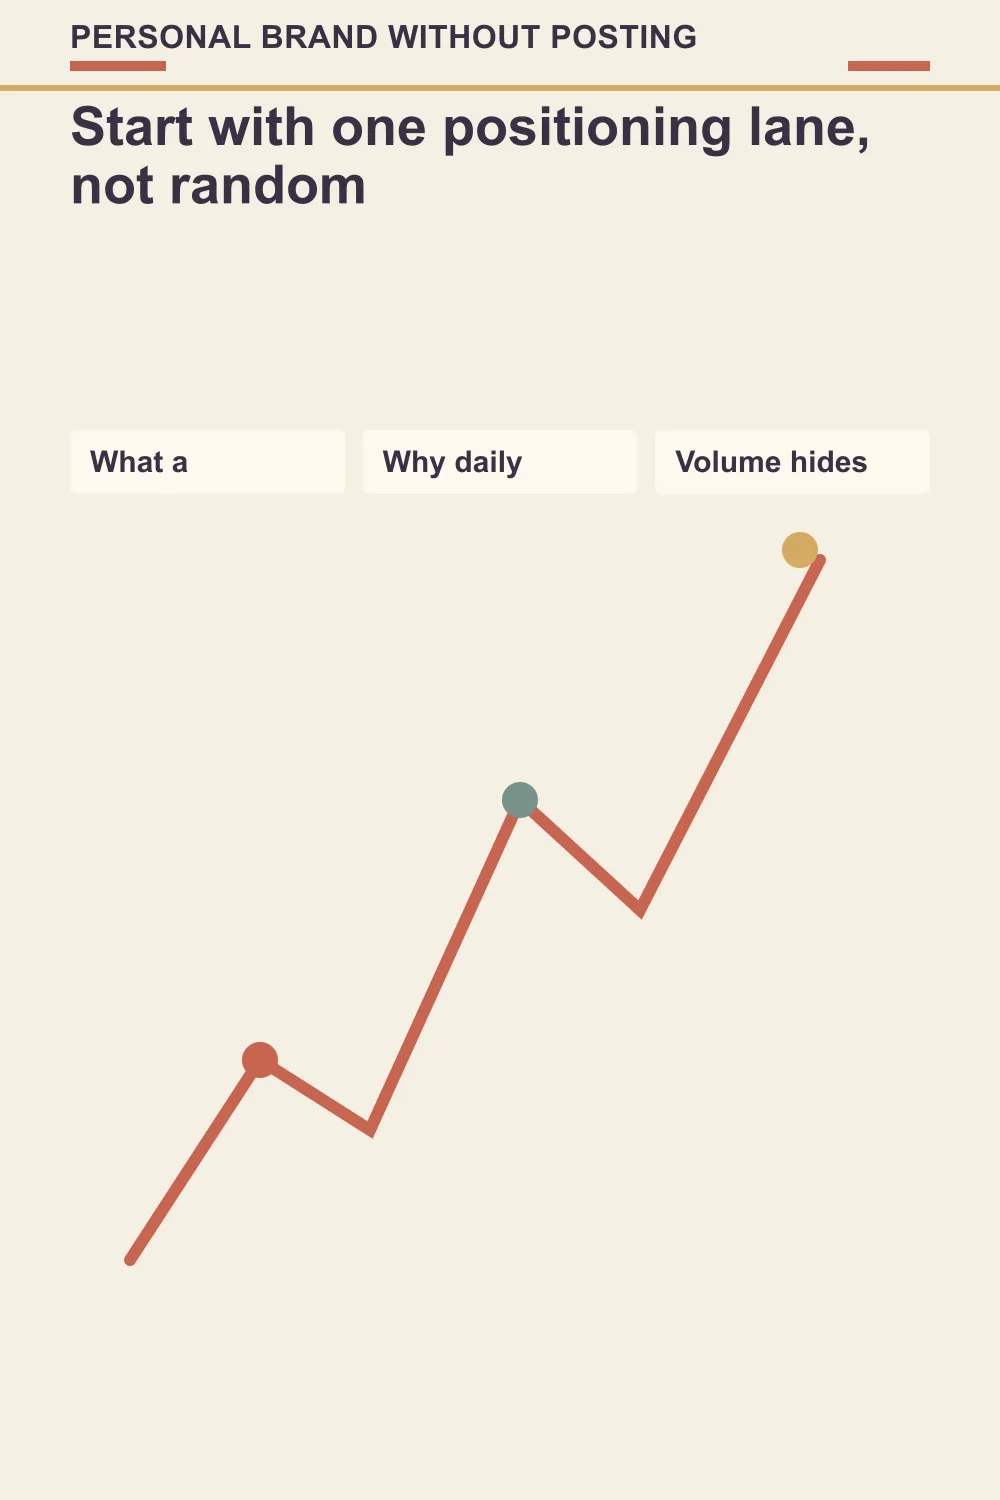 PERSONAL BRAND WITHOUT POSTING
Start with one positioning lane,
not random
What a
Why daily
Volume hides